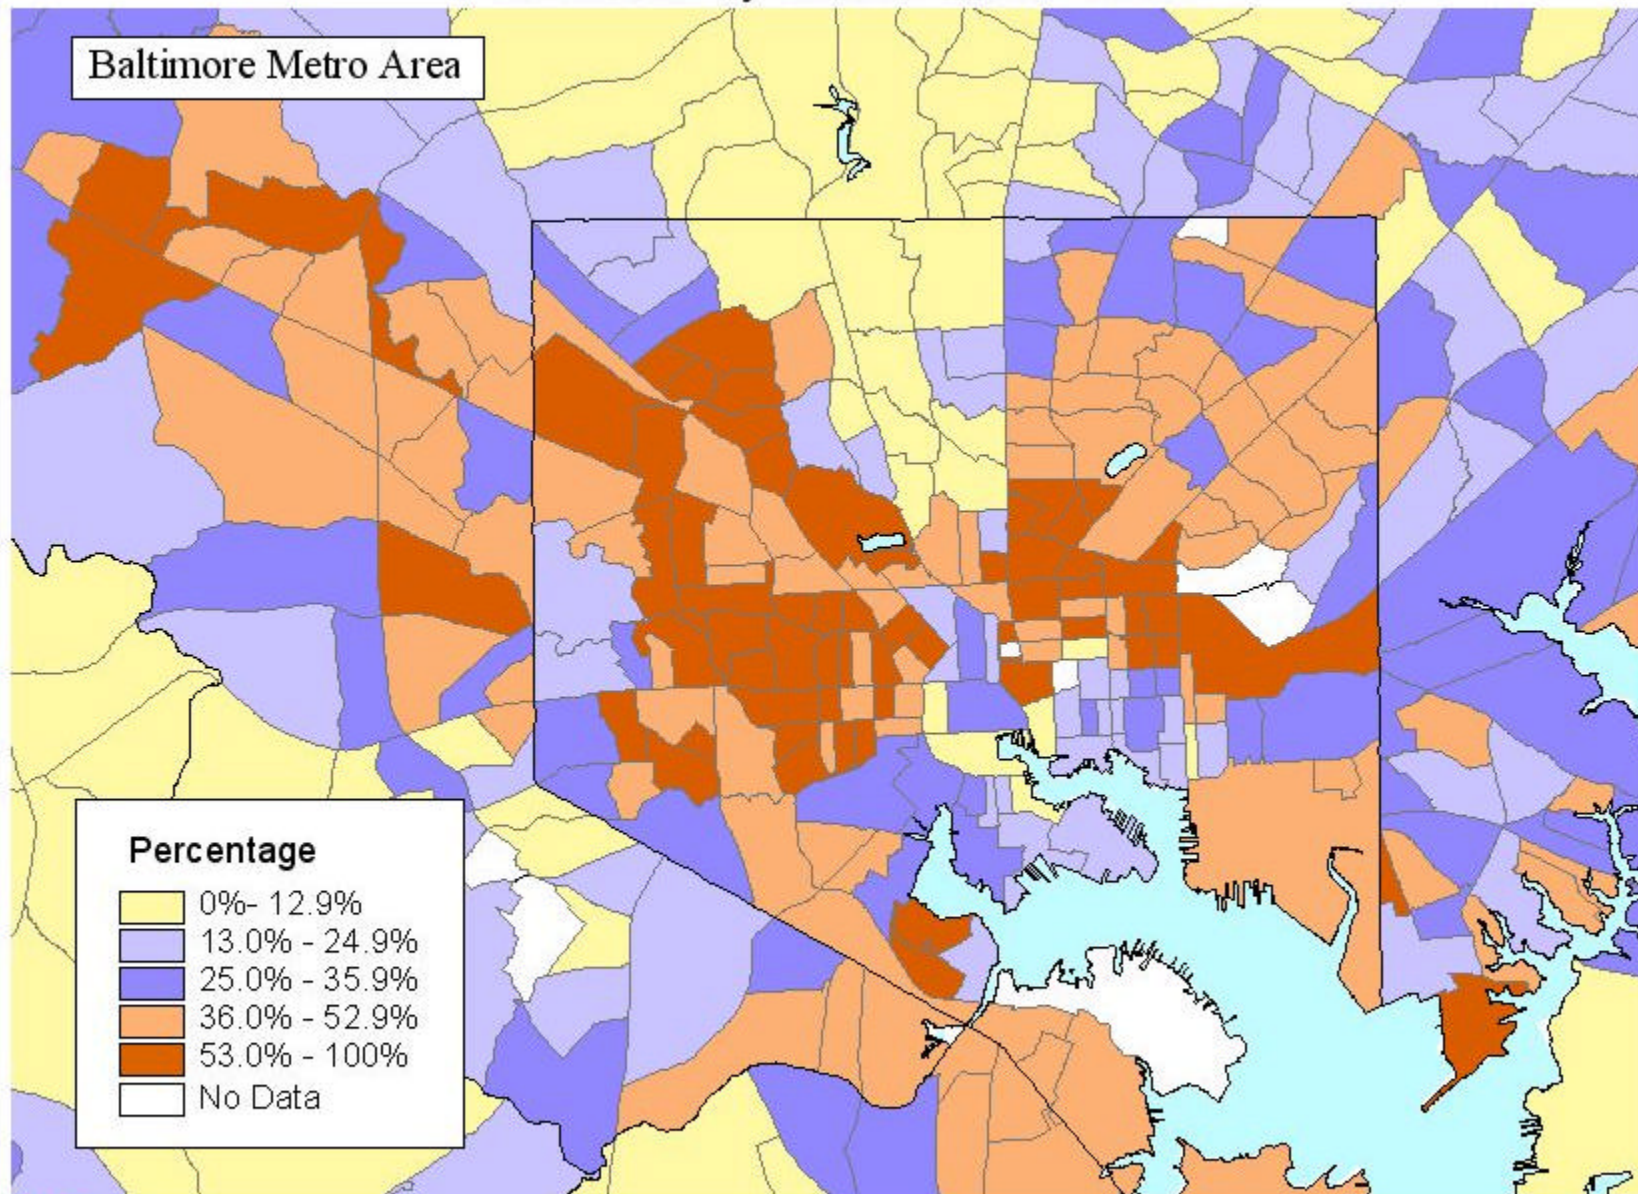 Baltimore Metro Area
Percentage
0%- 12.9%
13.0% - 24.9%
25.0% - 35.9%
36.0% - 52.9%
53.0% - 100%
No Data